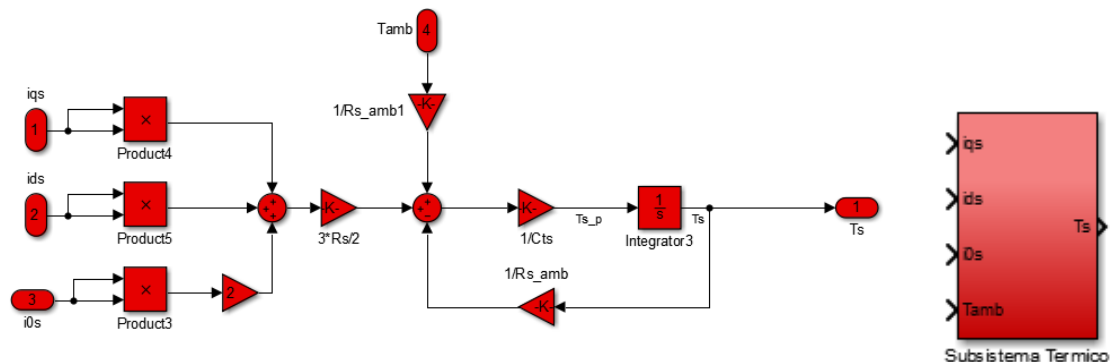 Tamb
4
iqs
1
×
Product4
1/Rs_amb1
-K-
ids
2
×
Product5
+
+
+
-K-
3*Rs/2
+
+
−
-K-
1/Cts
Ts_p
1
s
Integrator3
Ts
1
Ts
3
i0s
×
Product3
2
1/Rs_amb
-K-
iqs
ids
i0s
Tamb
Ts
Subsistema Termico